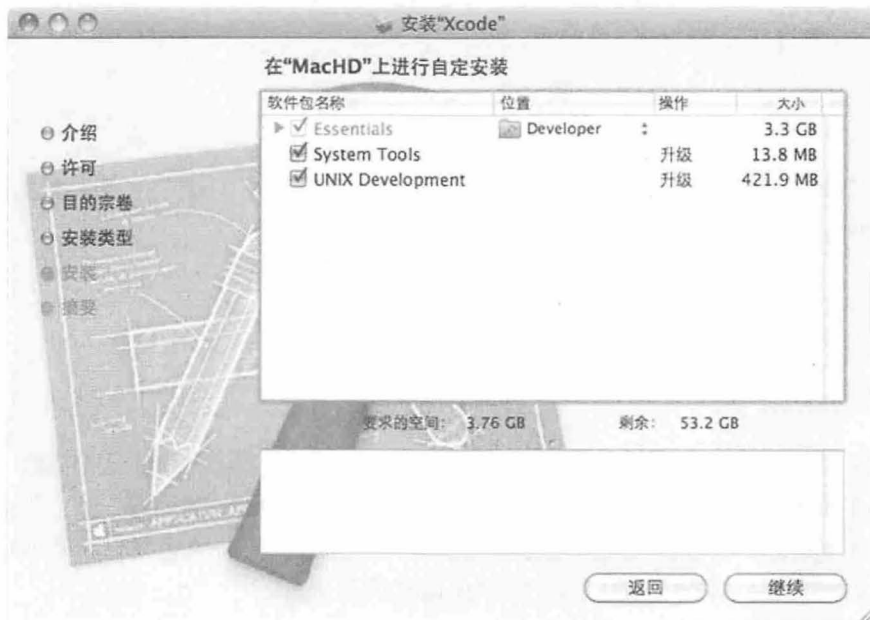 安装“Xcode”
在“MacHD”上进行自定安装
软件包名称 位置 操作 大小
Essentials Developer 3.3 GB
System Tools 升级 13.8 MB
UNIX Development 升级 421.9 MB
介绍
许可
目的宗卷
安装类型
安装
摘要
要求的空间: 3.76 GB 剩余: 53.2 GB
返回 继续